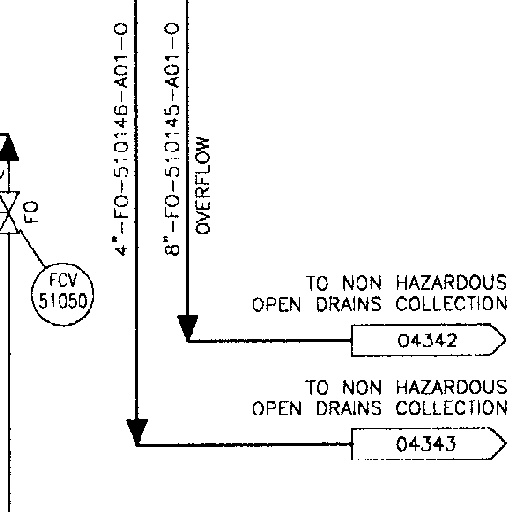 4"-FO-510146-A01-O
8"-FO-510145-A01-O
OVERFLOW
FO
FCV
51050
TO NON HAZARDOUS
OPEN DRAINS COLLECTION
04342
TO NON HAZARDOUS
OPEN DRAINS COLLECTION
04343